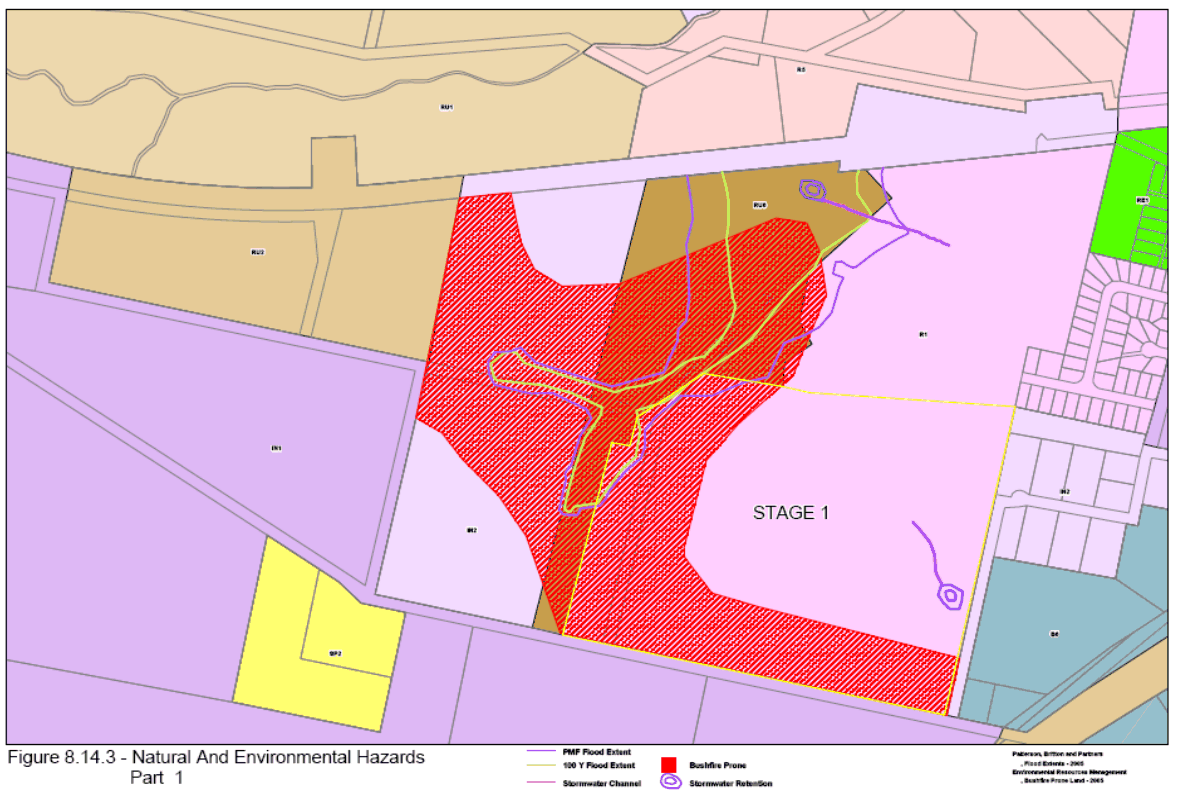 R5
RU1
RE1
RU6
RU2
R1
IN1
IN2
STAGE 1
IN2
SP2
B6
Figure 8.14.3 - Natural And Environmental Hazards
Part 1
PMF Flood Extent
100 Y Flood Extent
Stormwater Channel
Bushfire Prone
Stormwater Retention
Patterson, Britton and Partners
, Flood Extents - 2005
Environmental Resources Management
, Bushfire Prone Land - 2005